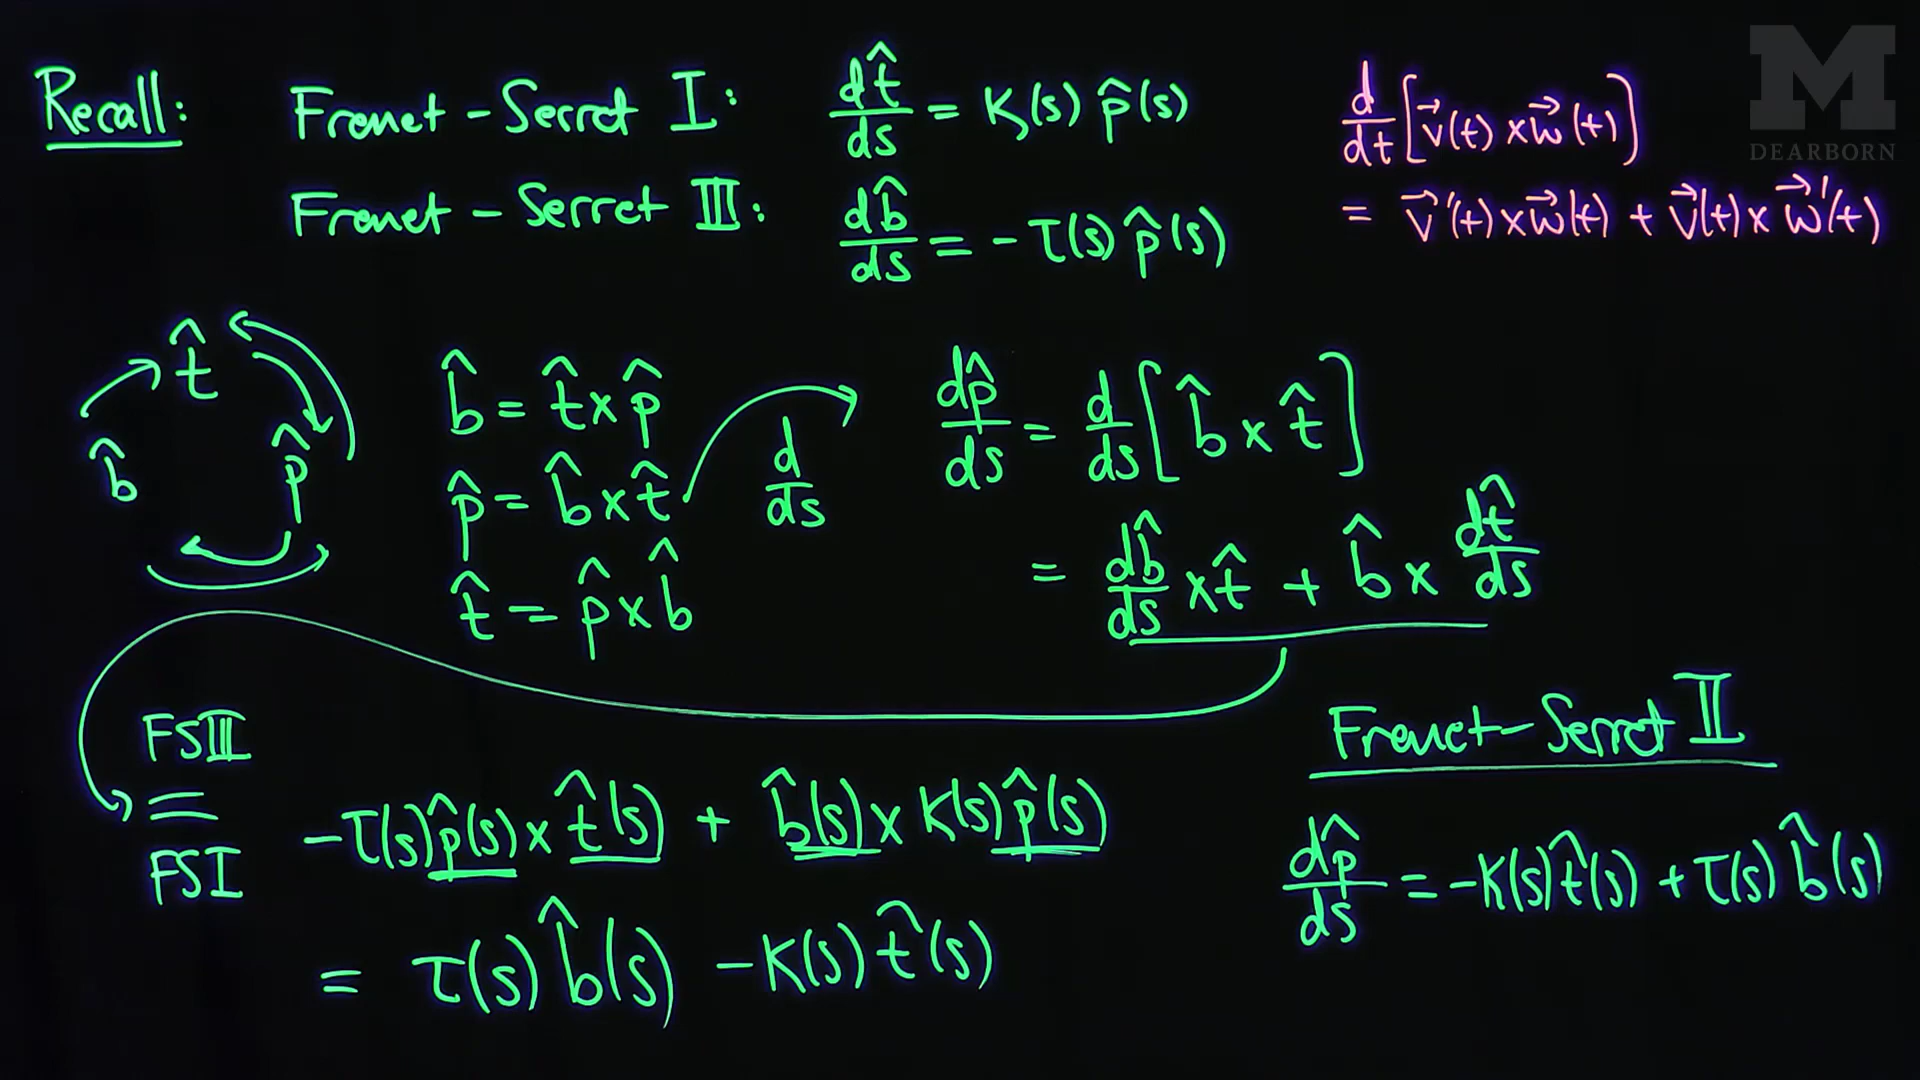 Recall: Frenet - Serret I: dt̂/ds = κ(s) p̂(s)
Frenet - Serret III: db̂/ds = -τ(s) p̂(s)
d/dt [v⃗(t) × w⃗(t)]
= v⃗'(t) × w⃗(t) + v⃗(t) × w⃗'(t)
M
DEARBORN
t̂
b̂ p̂
b̂ = t̂ × p̂
p̂ = b̂ × t̂
t̂ = p̂ × b̂
d/ds
dp̂/ds = d/ds [b̂ × t̂]
= db̂/ds × t̂ + b̂ × dt̂/ds
FSIII
=
FSI
-τ(s) p̂(s) × t̂(s) + b̂(s) × κ(s) p̂(s)
= τ(s) b̂(s) - κ(s) t̂(s)
Frenet-Serret II
dp̂/ds = -κ(s) t̂(s) + τ(s) b̂(s)